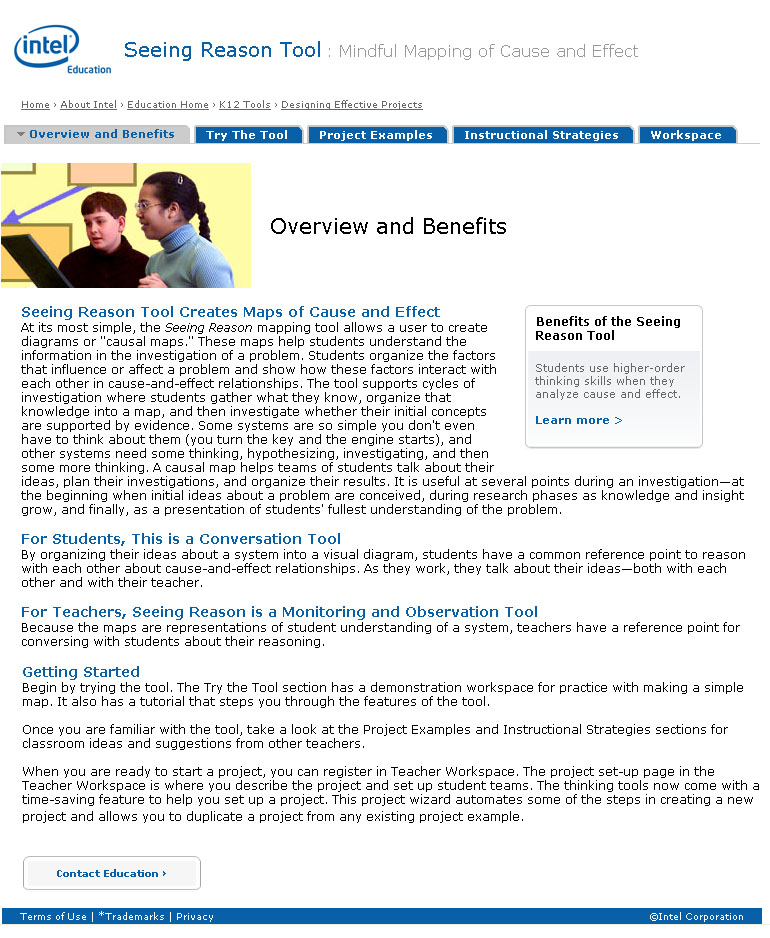 intel
Education
Seeing Reason Tool : Mindful Mapping of Cause and Effect
Home › About Intel › Education Home › K12 Tools › Designing Effective Projects
Overview and Benefits
Try The Tool
Project Examples
Instructional Strategies
Workspace
Overview and Benefits
Seeing Reason Tool Creates Maps of Cause and Effect
At its most simple, the Seeing Reason mapping tool allows a user to create
diagrams or "causal maps." These maps help students understand the
information in the investigation of a problem. Students organize the factors
that influence or affect a problem and show how these factors interact with
each other in cause-and-effect relationships. The tool supports cycles of
investigation where students gather what they know, organize that
knowledge into a map, and then investigate whether their initial concepts
are supported by evidence. Some systems are so simple you don't even
have to think about them (you turn the key and the engine starts), and
other systems need some thinking, hypothesizing, investigating, and then
some more thinking. A causal map helps teams of students talk about their
ideas, plan their investigations, and organize their results. It is useful at several points during an investigation—at
the beginning when initial ideas about a problem are conceived, during research phases as knowledge and insight
grow, and finally, as a presentation of students' fullest understanding of the problem.
Benefits of the Seeing
Reason Tool
Students use higher-order
thinking skills when they
analyze cause and effect.
Learn more >
For Students, This is a Conversation Tool
By organizing their ideas about a system into a visual diagram, students have a common reference point to reason
with each other about cause-and-effect relationships. As they work, they talk about their ideas—both with each
other and with their teacher.
For Teachers, Seeing Reason is a Monitoring and Observation Tool
Because the maps are representations of student understanding of a system, teachers have a reference point for
conversing with students about their reasoning.
Getting Started
Begin by trying the tool. The Try the Tool section has a demonstration workspace for practice with making a simple
map. It also has a tutorial that steps you through the features of the tool.
Once you are familiar with the tool, take a look at the Project Examples and Instructional Strategies sections for
classroom ideas and suggestions from other teachers.
When you are ready to start a project, you can register in Teacher Workspace. The project set-up page in the
Teacher Workspace is where you describe the project and set up student teams. The thinking tools now come with a
time-saving feature to help you set up a project. This project wizard automates some of the steps in creating a new
project and allows you to duplicate a project from any existing project example.
Contact Education ›
Terms of Use | *Trademarks | Privacy
©Intel Corporation